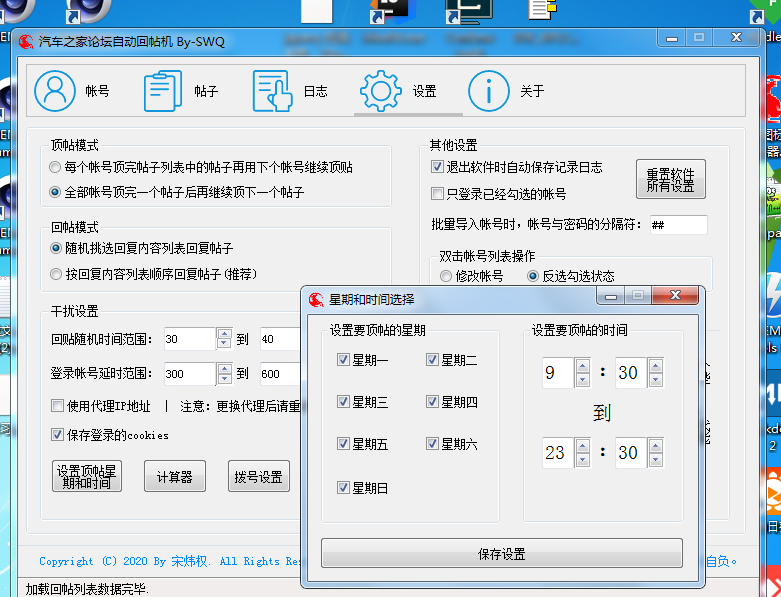 汽车之家论坛自动回帖机 By-SWQ
帐号
帖子
日志
设置
关于
顶帖模式
每个帐号顶完帖子列表中的帖子再用下个帐号继续顶贴
全部帐号顶完一个帖子后再继续顶下一个帖子
回帖模式
随机挑选回复内容列表回复帖子
按回复内容列表顺序回复帖子(推荐)
干扰设置
回贴随机时间范围： 30 到 40
登录帐号延时范围： 300 到 600
使用代理IP地址 | 注意：更换代理后请重
保存登录的cookies
设置顶帖星
期和时间
计算器
拨号设置
其他设置
退出软件时自动保存记录日志
只登录已经勾选的帐号
重置软件
所有设置
批量导入帐号时，帐号与密码的分隔符： ##
双击帐号列表操作
修改帐号
反选勾选状态
星期和时间选择
设置要顶帖的星期
星期一
星期二
星期三
星期四
星期五
星期六
星期日
设置要顶帖的时间
9 : 30
到
23 : 30
保存设置
Copyright (C) 2020 By 宋炜权. All Rights Res
自负。
加载回帖列表数据完毕.